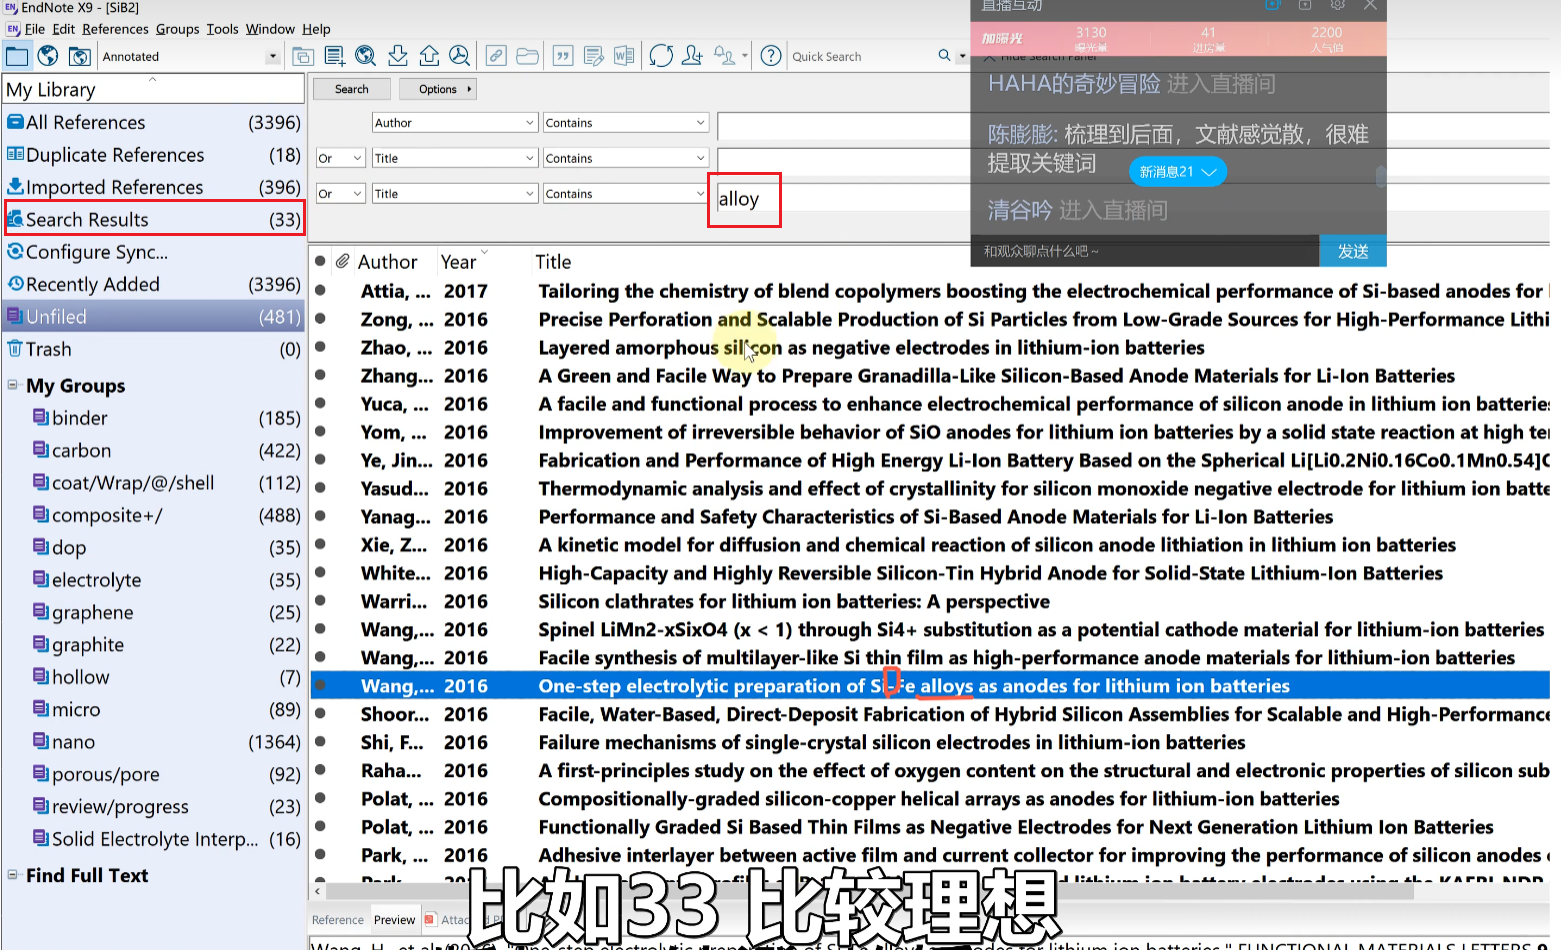 EndNote X9 - [SiB2]
File Edit References Groups Tools Window Help
Annotated
Quick Search
Hide Search Panel
My Library
All References (3396)
Duplicate References (18)
Imported References (396)
Search Results (33)
Configure Sync...
Recently Added (3396)
Unfiled (481)
Trash (0)
My Groups
binder (185)
carbon (422)
coat/Wrap/@/shell (112)
composite+/ (488)
dop (35)
electrolyte (35)
graphene (25)
graphite (22)
hollow (7)
micro (89)
nano (1364)
porous/pore (92)
review/progress (23)
Solid Electrolyte Interp... (16)
Find Full Text
Search Options
Author Contains
Or Title Contains
Or Title Contains alloy
直播互动
加曝光 3130 曝光量 41 进房量 2200 人气值
HAHA的奇妙冒险 进入直播间
陈膨膨: 梳理到后面，文献感觉散，很难
提取关键词
新消息21
清谷吟 进入直播间
和观众聊点什么吧~ 发送
Author Year Title
Attia, ... 2017 Tailoring the chemistry of blend copolymers boosting the electrochemical performance of Si-based anodes for l
Zong, ... 2016 Precise Perforation and Scalable Production of Si Particles from Low-Grade Sources for High-Performance Lithi
Zhao, ... 2016 Layered amorphous silicon as negative electrodes in lithium-ion batteries
Zhang... 2016 A Green and Facile Way to Prepare Granadilla-Like Silicon-Based Anode Materials for Li-Ion Batteries
Yuca, ... 2016 A facile and functional process to enhance electrochemical performance of silicon anode in lithium ion batteries
Yom, ... 2016 Improvement of irreversible behavior of SiO anodes for lithium ion batteries by a solid state reaction at high te
Ye, Jin... 2016 Fabrication and Performance of High Energy Li-Ion Battery Based on the Spherical Li[Li0.2Ni0.16Co0.1Mn0.54]O
Yasud... 2016 Thermodynamic analysis and effect of crystallinity for silicon monoxide negative electrode for lithium ion batte
Yanag... 2016 Performance and Safety Characteristics of Si-Based Anode Materials for Li-Ion Batteries
Xie, Z... 2016 A kinetic model for diffusion and chemical reaction of silicon anode lithiation in lithium ion batteries
White... 2016 High-Capacity and Highly Reversible Silicon-Tin Hybrid Anode for Solid-State Lithium-Ion Batteries
Warri... 2016 Silicon clathrates for lithium ion batteries: A perspective
Wang,... 2016 Spinel LiMn2-xSixO4 (x < 1) through Si4+ substitution as a potential cathode material for lithium-ion batteries
Wang,... 2016 Facile synthesis of multilayer-like Si thin film as high-performance anode materials for lithium-ion batteries
Wang,... 2016 One-step electrolytic preparation of Si-Fe alloys as anodes for lithium ion batteries
Shoor... 2016 Facile, Water-Based, Direct-Deposit Fabrication of Hybrid Silicon Assemblies for Scalable and High-Performance
Shi, F... 2016 Failure mechanisms of single-crystal silicon electrodes in lithium-ion batteries
Raha... 2016 A first-principles study on the effect of oxygen content on the structural and electronic properties of silicon sub
Polat, ... 2016 Compositionally-graded silicon-copper helical arrays as anodes for lithium-ion batteries
Polat, ... 2016 Functionally Graded Si Based Thin Films as Negative Electrodes for Next Generation Lithium Ion Batteries
Park, ... 2016 Adhesive interlayer between active film and current collector for improving the performance of silicon anodes
Reference Preview
比如33 比较理想